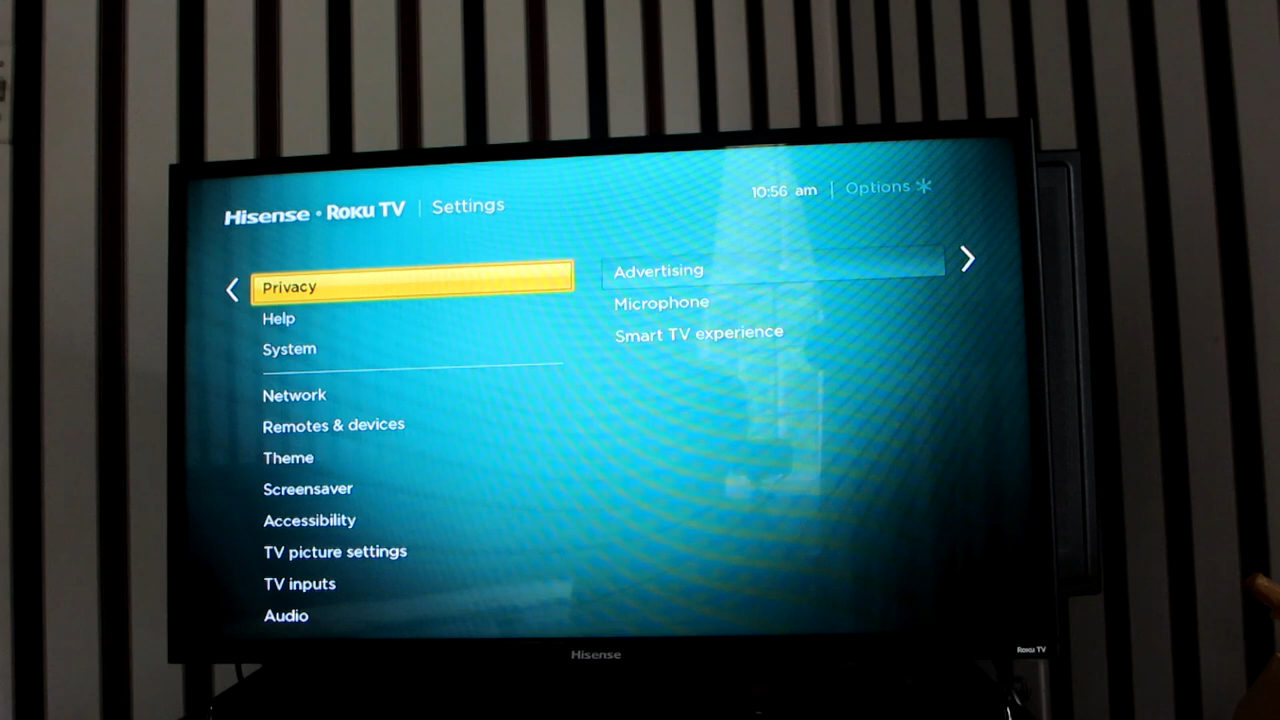 Hisense • Roku TV | Settings
10:56 am | Options
Privacy
Help
System
Network
Remotes & devices
Theme
Screensaver
Accessibility
TV picture settings
TV inputs
Audio
Advertising
Microphone
Smart TV experience
Hisense
Roku TV